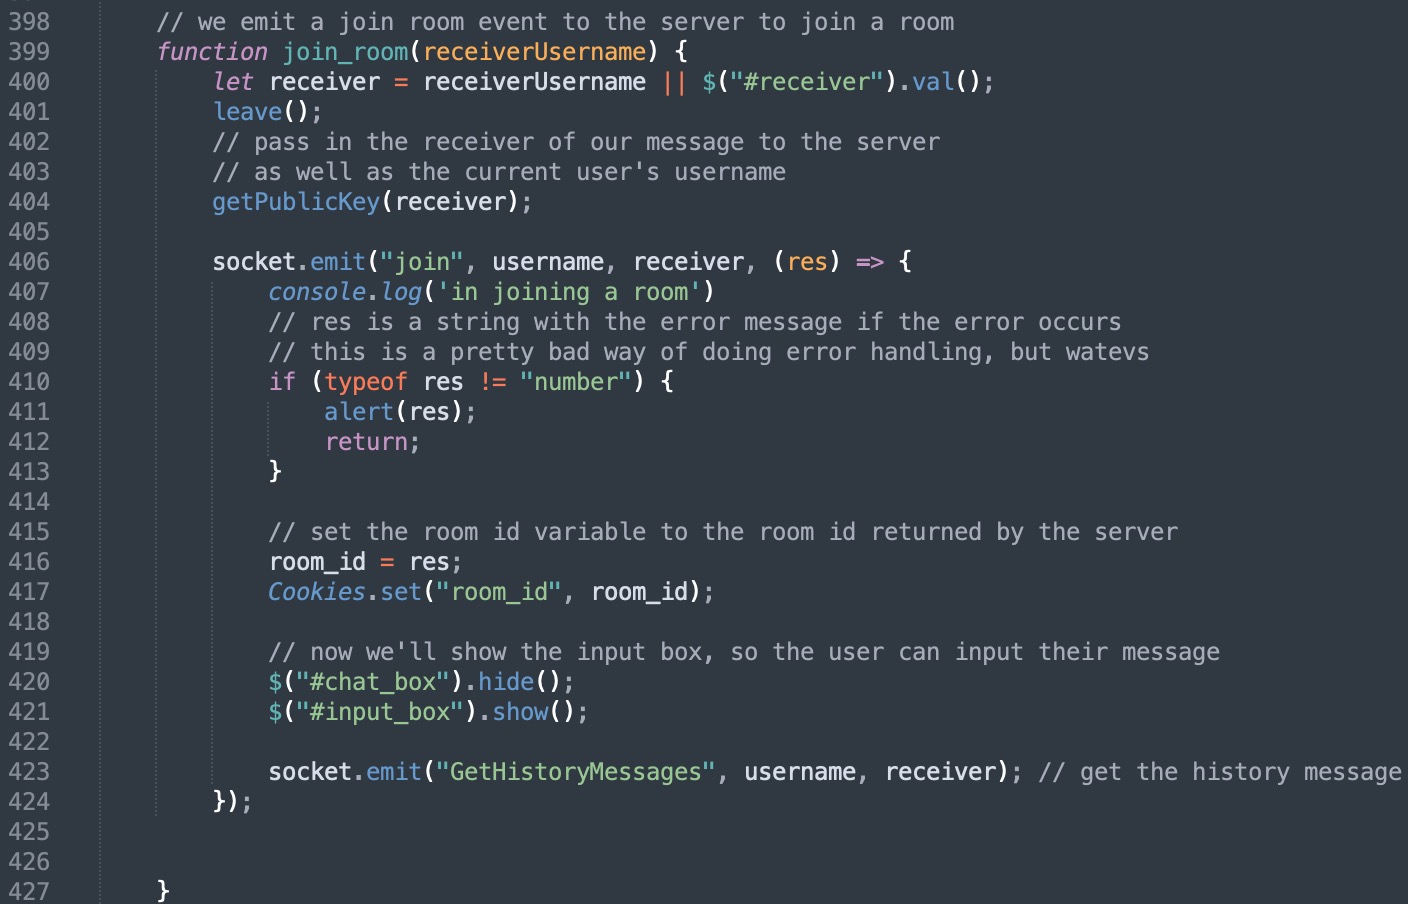 398 // we emit a join room event to the server to join a room
399 function join_room(receiverUsername) {
400 let receiver = receiverUsername || $("#receiver").val();
401 leave();
402 // pass in the receiver of our message to the server
403 // as well as the current user's username
404 getPublicKey(receiver);
405
406 socket.emit("join", username, receiver, (res) => {
407 console.log('in joining a room')
408 // res is a string with the error message if the error occurs
409 // this is a pretty bad way of doing error handling, but watevs
410 if (typeof res != "number") {
411 alert(res);
412 return;
413 }
414
415 // set the room id variable to the room id returned by the server
416 room_id = res;
417 Cookies.set("room_id", room_id);
418
419 // now we'll show the input box, so the user can input their message
420 $("#chat_box").hide();
421 $("#input_box").show();
422
423 socket.emit("GetHistoryMessages", username, receiver); // get the history message
424 });
425
426
427 }